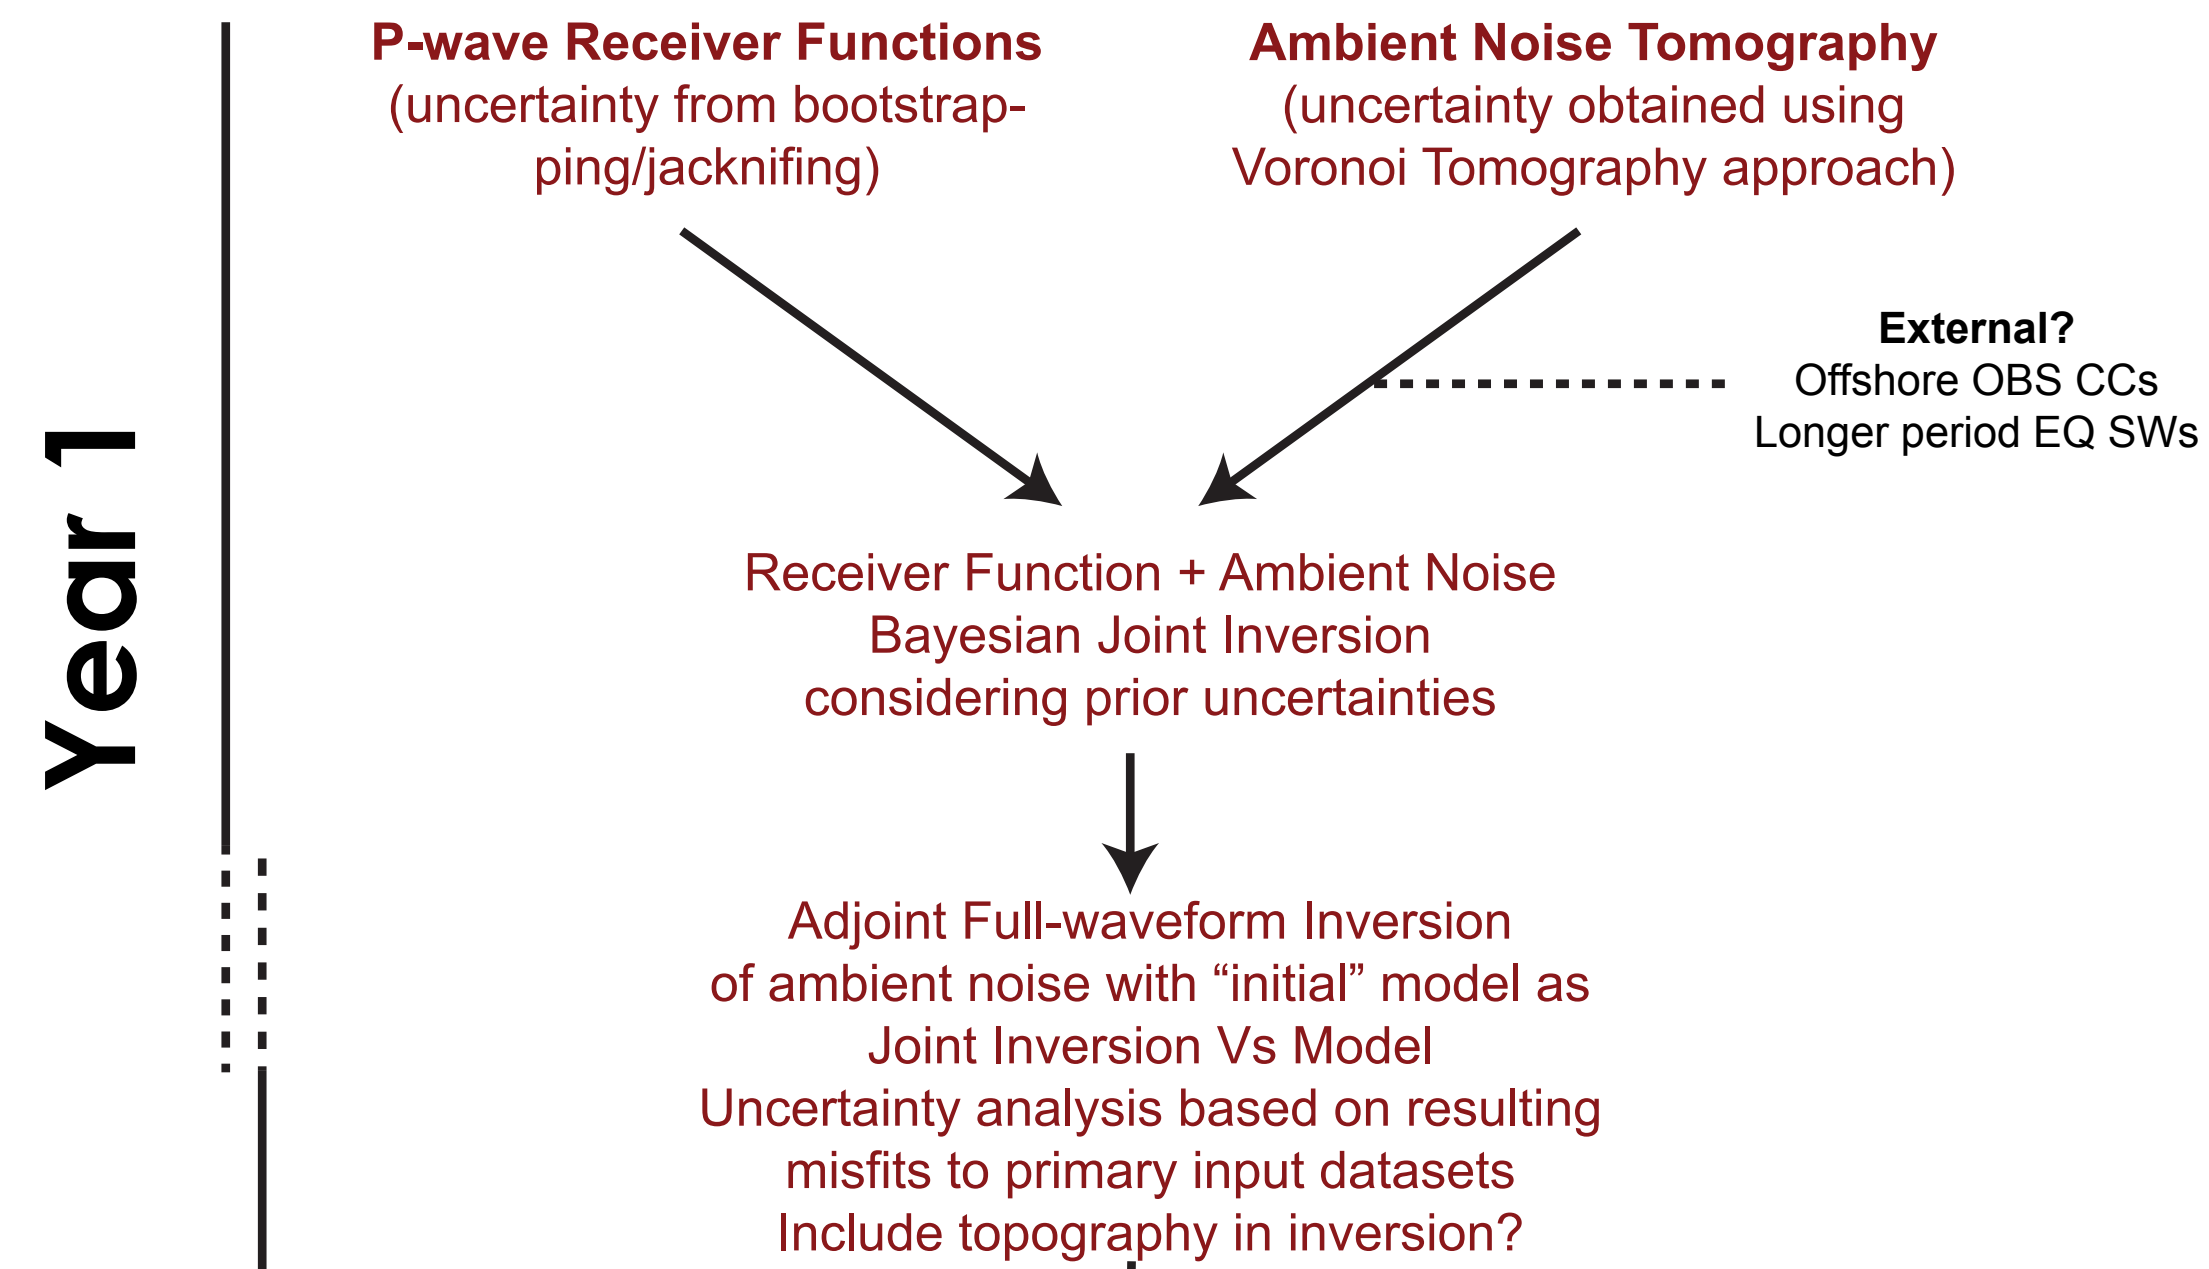 P-wave Receiver Functions
(uncertainty from bootstrap-
ping/jacknifing)
Ambient Noise Tomography
(uncertainty obtained using
Voronoi Tomography approach)
External?
Offshore OBS CCs
Longer period EQ SWs
Year 1
Receiver Function + Ambient Noise
Bayesian Joint Inversion
considering prior uncertainties
Adjoint Full-waveform Inversion
of ambient noise with “initial” model as
Joint Inversion Vs Model
Uncertainty analysis based on resulting
misfits to primary input datasets
Include topography in inversion?